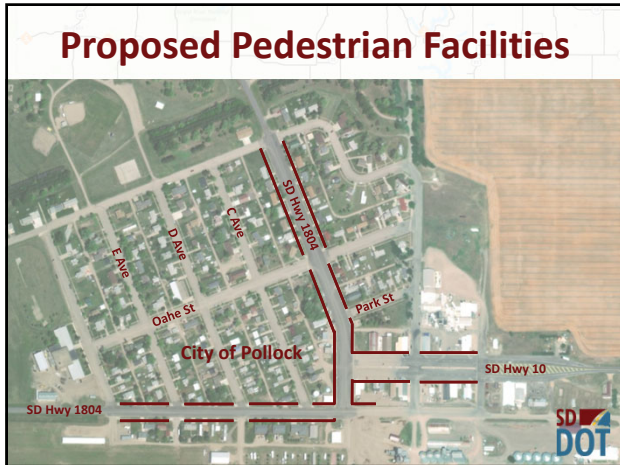 Proposed Pedestrian Facilities
SD Hwy 1804
C Ave
D Ave
E Ave
Oahe St
Park St
City of Pollock
SD Hwy 10
SD Hwy 1804
SD
DOT